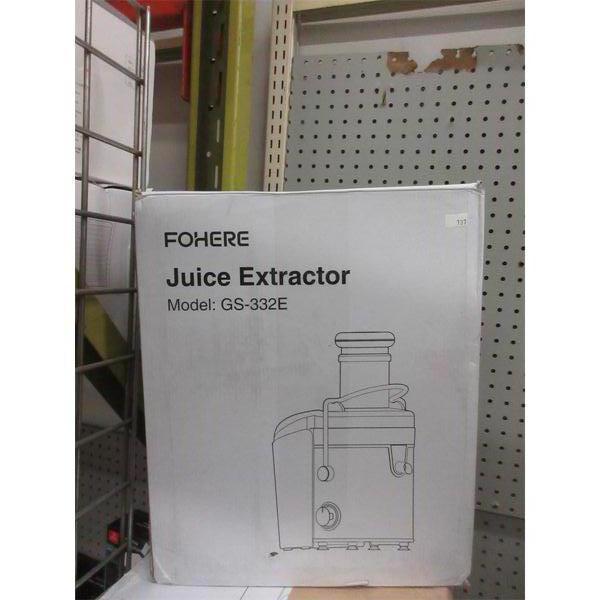 FOHERE
Juice Extractor
Model: GS-332E